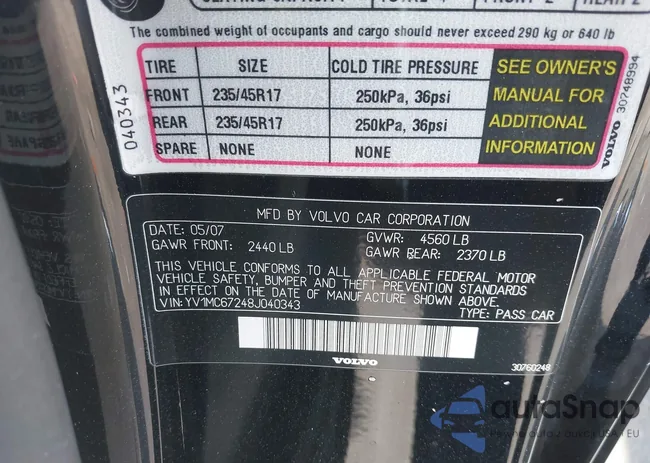 The combined weight of occupants and cargo should never exceed 290 kg or 640 lb
TIRE SIZE COLD TIRE PRESSURE
FRONT 235/45R17 250kPa, 36psi
REAR 235/45R17 250kPa, 36psi
SPARE NONE NONE
SEE OWNER'S
MANUAL FOR
ADDITIONAL
INFORMATION
040343
VOLVO 30748994
MFD BY VOLVO CAR CORPORATION
DATE: 05/07 GVWR: 4560 LB
GAWR FRONT: 2440 LB GAWR REAR: 2370 LB
THIS VEHICLE CONFORMS TO ALL APPLICABLE FEDERAL MOTOR
VEHICLE SAFETY, BUMPER AND THEFT PREVENTION STANDARDS
IN EFFECT ON THE DATE OF MANUFACTURE SHOWN ABOVE.
VIN: YV1MC67248J040343 TYPE: PASS CAR
VOLVO 30760248
autoSnap